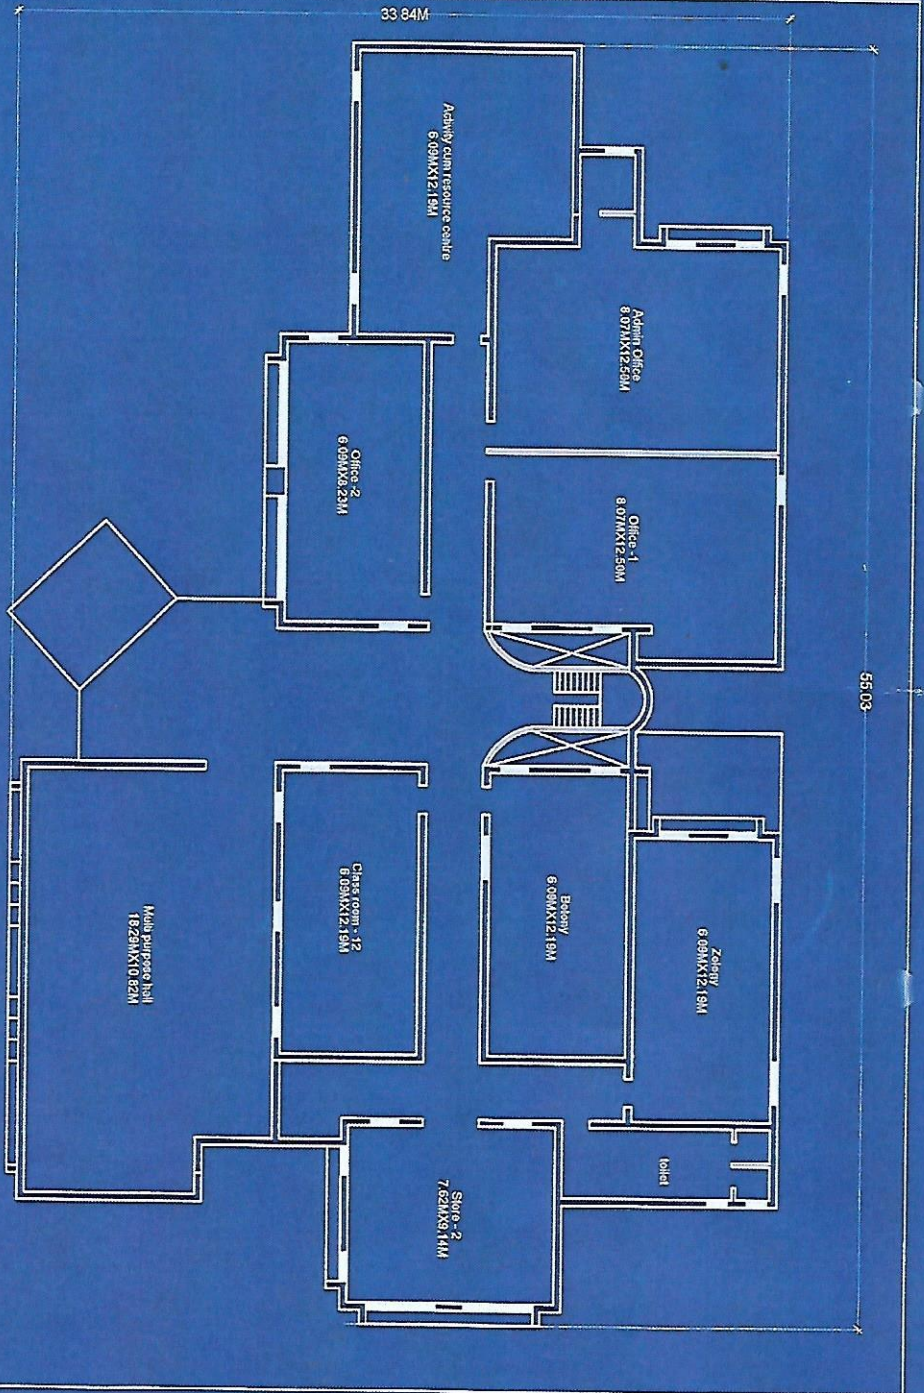 33.84M
55.03
Activity cum resource centre
6.09MX12.19M
Admin Office
8.07MX12.50M
Office -1
8.07MX12.50M
Office -2
6.09MX8.23M
Zology
6.09MX12.19M
Botony
6.09MX12.19M
Class room - 12
6.09MX12.19M
Multi purpose hall
18.29MX10.82M
toilet
Store - 2
7.62MX9.14M